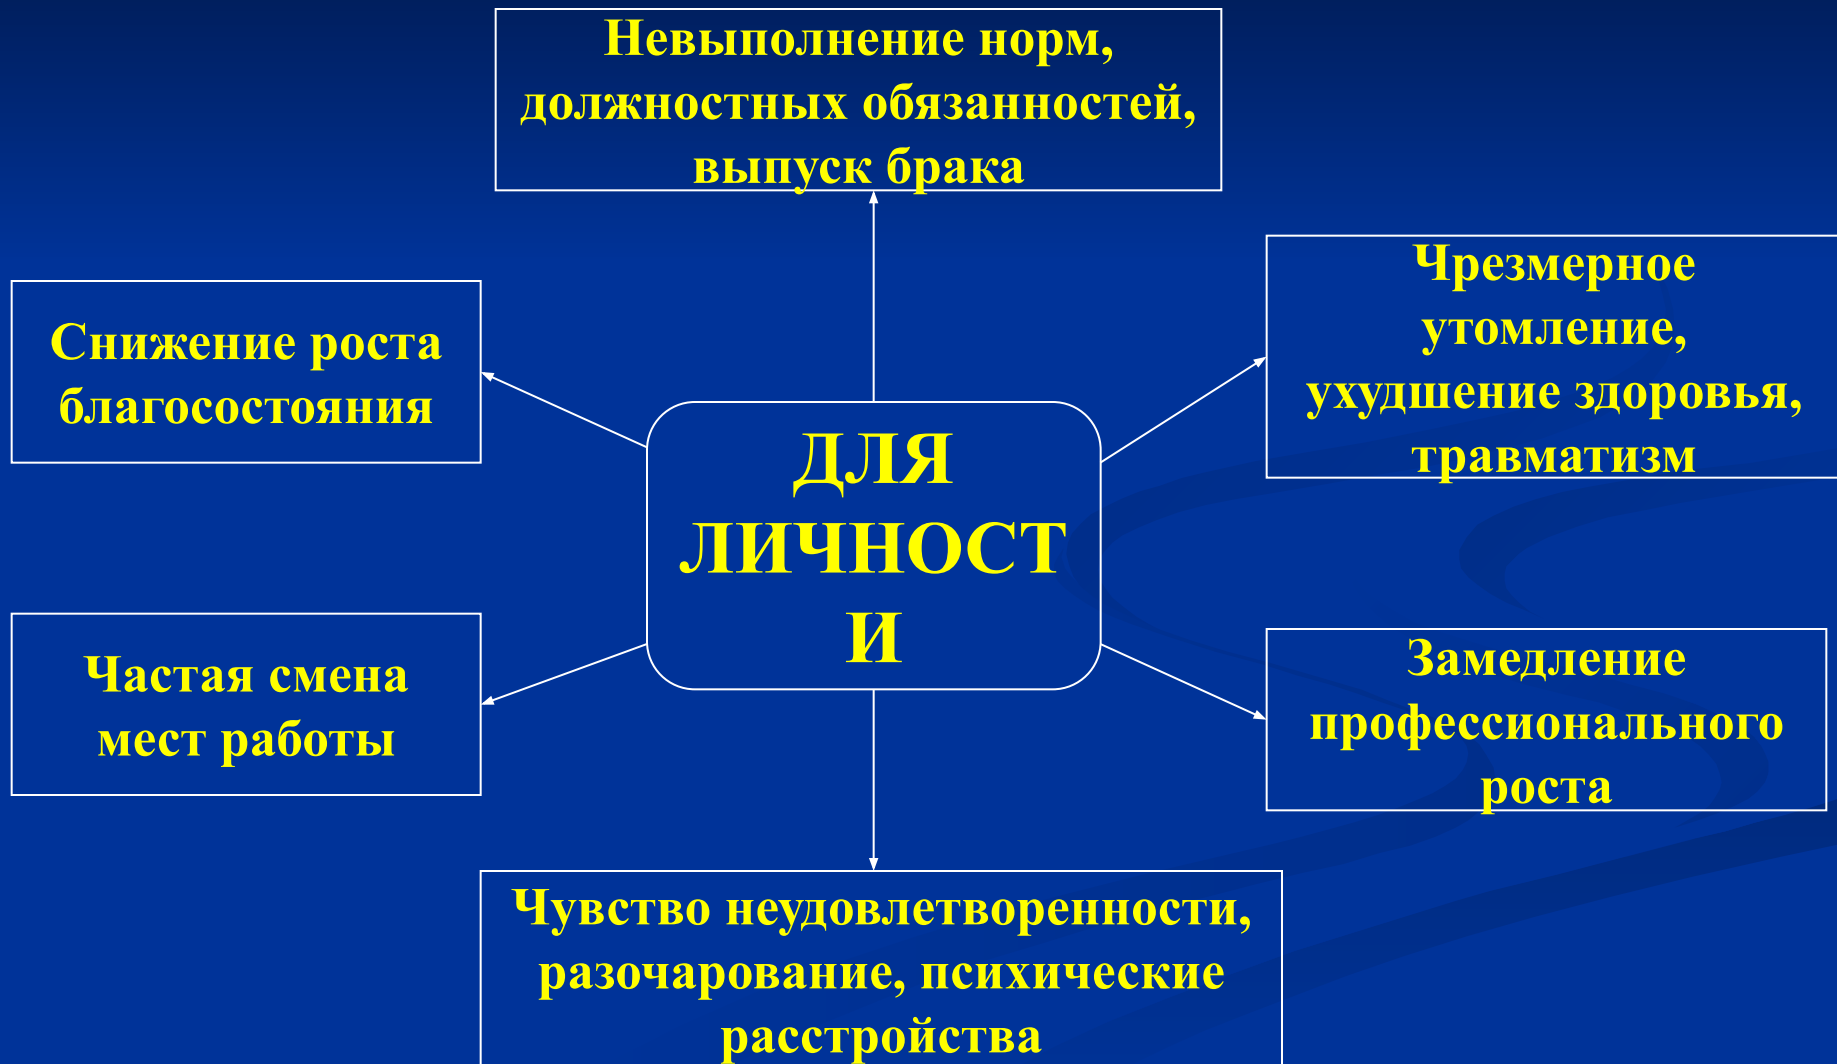 Невыполнение норм,
должностных обязанностей,
выпуск брака
Снижение роста
благосостояния
Чрезмерное
утомление,
ухудшение здоровья,
травматизм
ДЛЯ
ЛИЧНОСТ
И
Частая смена
мест работы
Замедление
профессионального
роста
Чувство неудовлетворенности,
разочарование, психические
расстройства